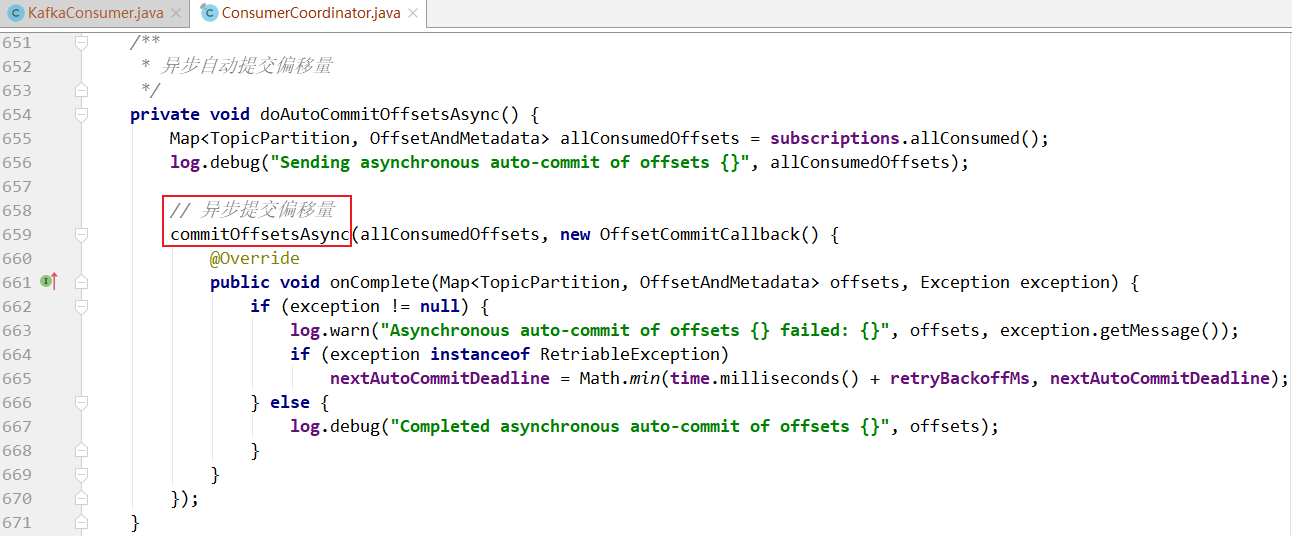 KafkaConsumer.java ConsumerCoordinator.java
651 /**
652 * 异步自动提交偏移量
653 */
654 private void doAutoCommitOffsetsAsync() {
655 Map<TopicPartition, OffsetAndMetadata> allConsumedOffsets = subscriptions.allConsumed();
656 log.debug("Sending asynchronous auto-commit of offsets {}", allConsumedOffsets);
657
658 // 异步提交偏移量
659 commitOffsetsAsync(allConsumedOffsets, new OffsetCommitCallback() {
660 @Override
661 public void onComplete(Map<TopicPartition, OffsetAndMetadata> offsets, Exception exception) {
662 if (exception != null) {
663 log.warn("Asynchronous auto-commit of offsets {} failed: {}", offsets, exception.getMessage());
664 if (exception instanceof RetriableException)
665 nextAutoCommitDeadline = Math.min(time.milliseconds() + retryBackoffMs, nextAutoCommitDeadline);
666 } else {
667 log.debug("Completed asynchronous auto-commit of offsets {}", offsets);
668 }
669 }
670 });
671 }